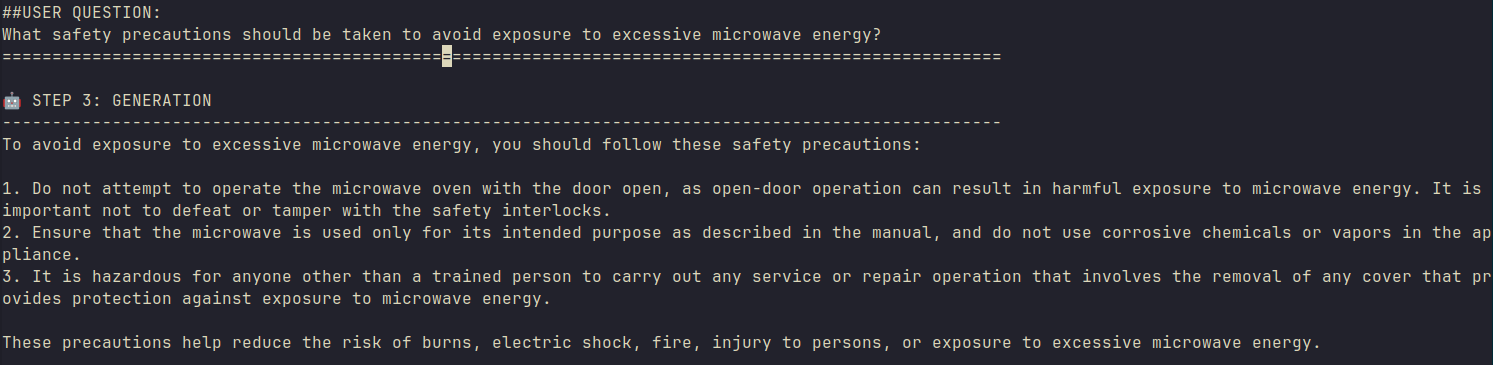 ##USER QUESTION:
What safety precautions should be taken to avoid exposure to excessive microwave energy?
====================================================================================================
🤖 STEP 3: GENERATION
----------------------------------------------------------------------------------------------------
To avoid exposure to excessive microwave energy, you should follow these safety precautions:
1. Do not attempt to operate the microwave oven with the door open, as open-door operation can result in harmful exposure to microwave energy. It is
important not to defeat or tamper with the safety interlocks.
2. Ensure that the microwave is used only for its intended purpose as described in the manual, and do not use corrosive chemicals or vapors in the ap
pliance.
3. It is hazardous for anyone other than a trained person to carry out any service or repair operation that involves the removal of any cover that pr
ovides protection against exposure to microwave energy.
These precautions help reduce the risk of burns, electric shock, fire, injury to persons, or exposure to excessive microwave energy.